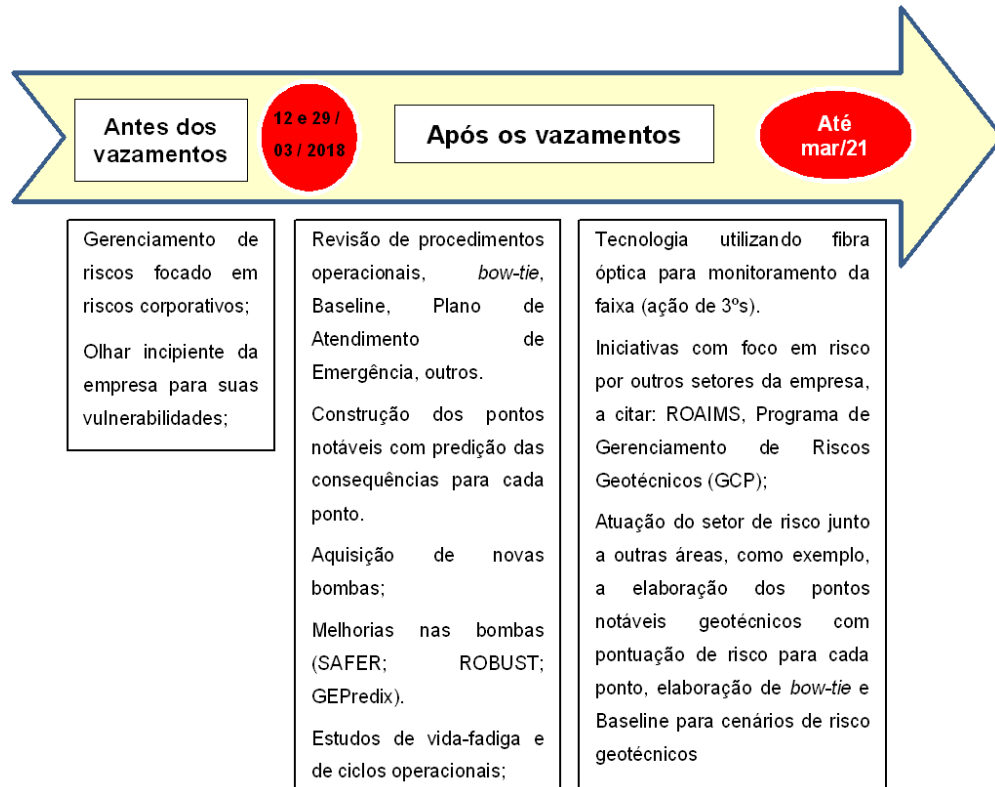 Antes dos
vazamentos
12 e 29 /
03 / 2018
Após os vazamentos
Até
mar/21
Gerenciamento de
riscos focado em
riscos corporativos;
Olhar incipiente da
empresa para suas
vulnerabilidades;
Revisão de procedimentos
operacionais, bow-tie,
Baseline, Plano de
Atendimento de
Emergência, outros.
Construção dos pontos
notáveis com predição das
consequências para cada
ponto.
Aquisição de novas
bombas;
Melhorias nas bombas
(SAFER; ROBUST;
GEPredix).
Estudos de vida-fadiga e
de ciclos operacionais;
Tecnologia utilizando fibra
óptica para monitoramento da
faixa (ação de 3ºs).
Iniciativas com foco em risco
por outros setores da empresa,
a citar: ROAIMS, Programa de
Gerenciamento de Riscos
Geotécnicos (GCP);
Atuação do setor de risco junto
a outras áreas, como exemplo,
a elaboração dos pontos
notáveis geotécnicos com
pontuação de risco para cada
ponto, elaboração de bow-tie e
Baseline para cenários de risco
geotécnicos